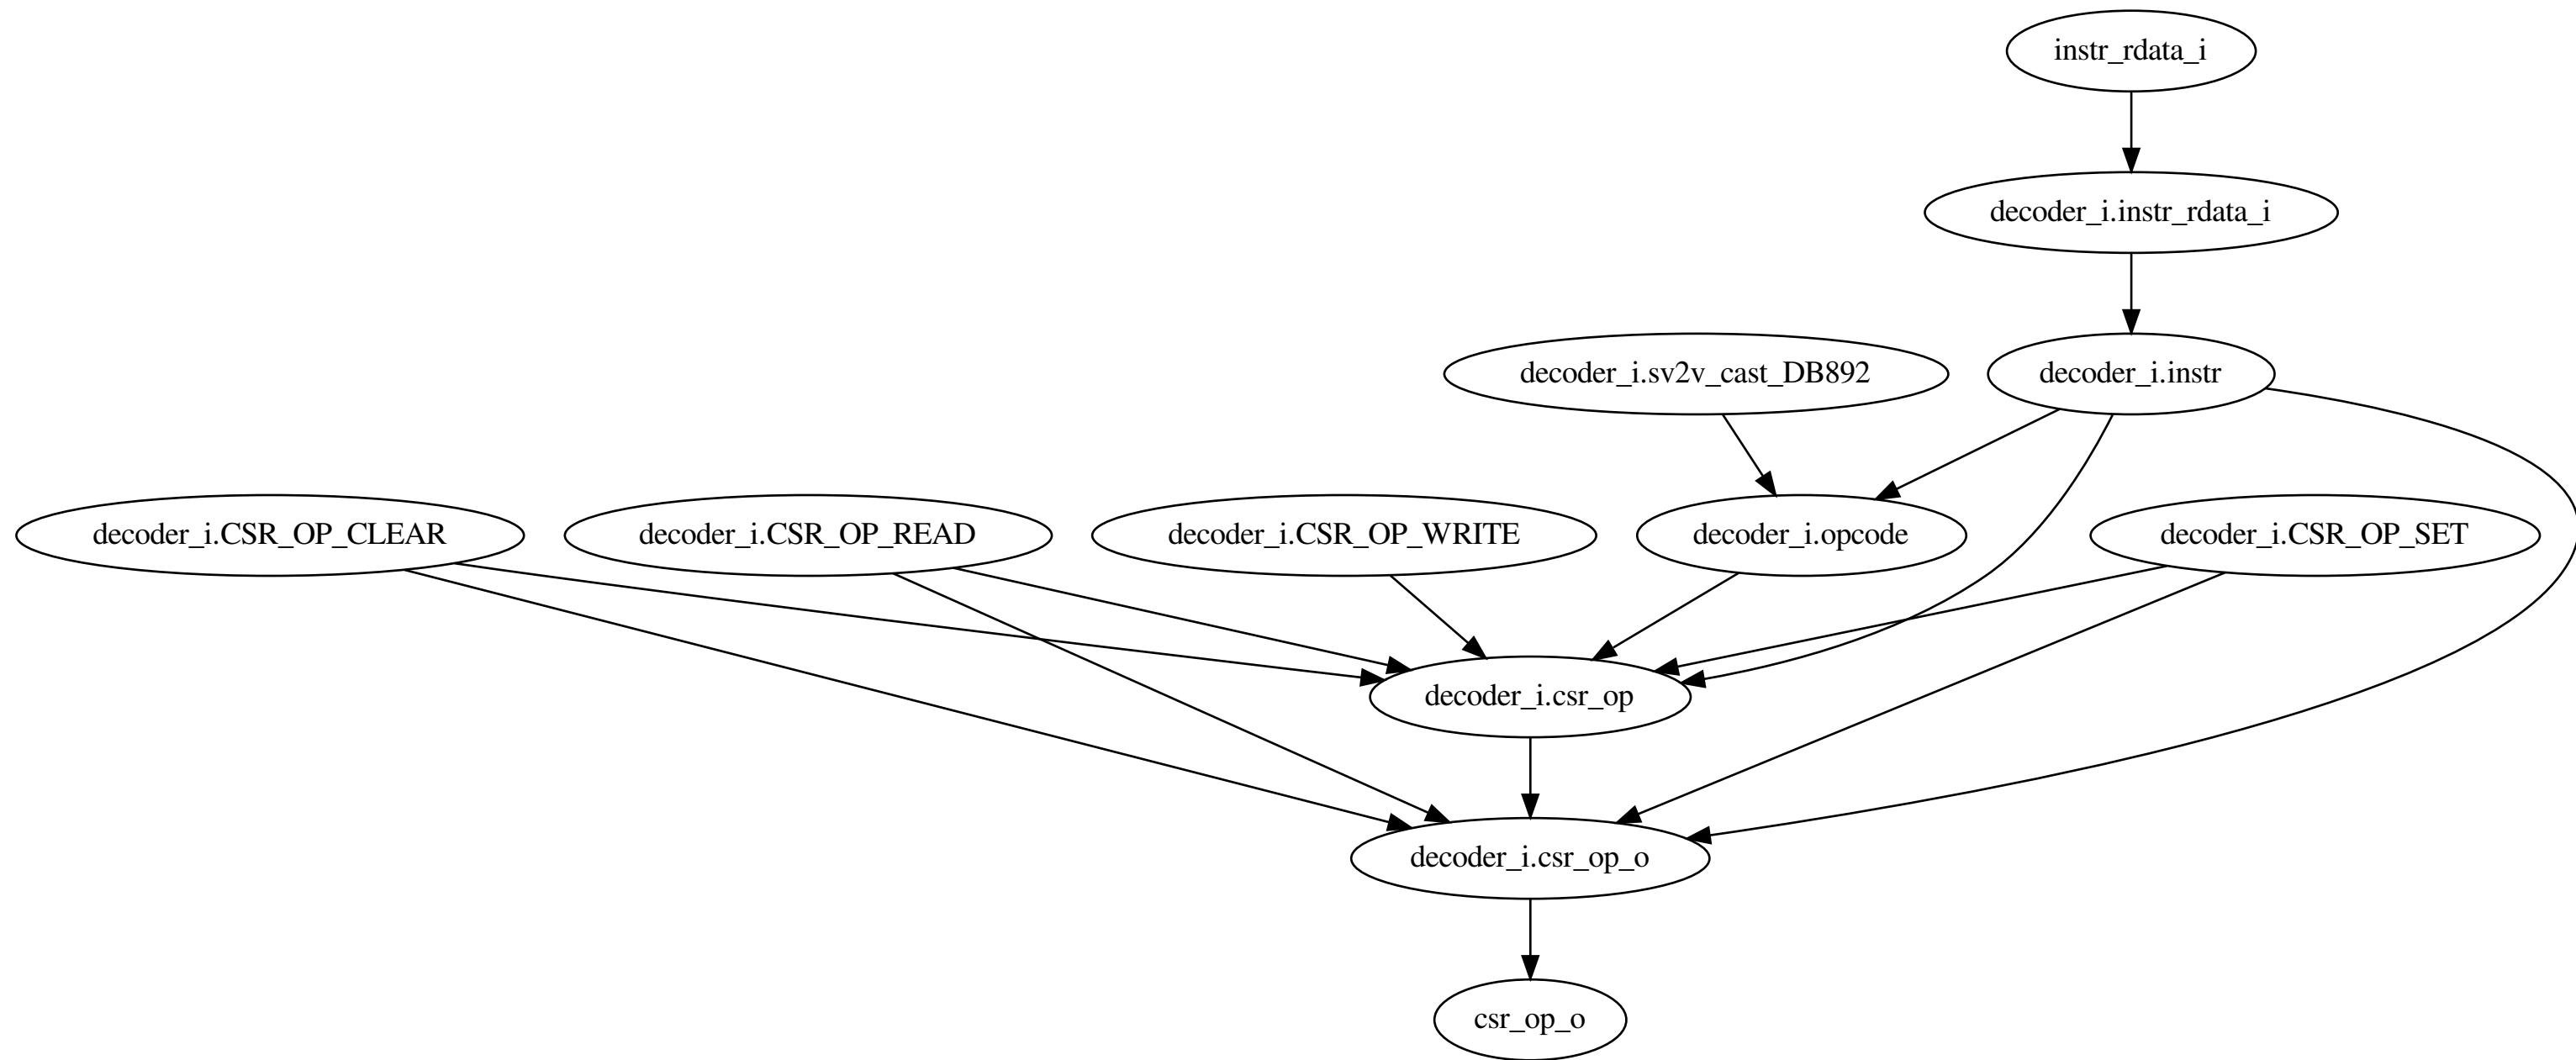 instr_rdata_i
decoder_i.instr_rdata_i
decoder_i.sv2v_cast_DB892
decoder_i.instr
decoder_i.CSR_OP_CLEAR
decoder_i.CSR_OP_READ
decoder_i.CSR_OP_WRITE
decoder_i.opcode
decoder_i.CSR_OP_SET
decoder_i.csr_op
decoder_i.csr_op_o
csr_op_o